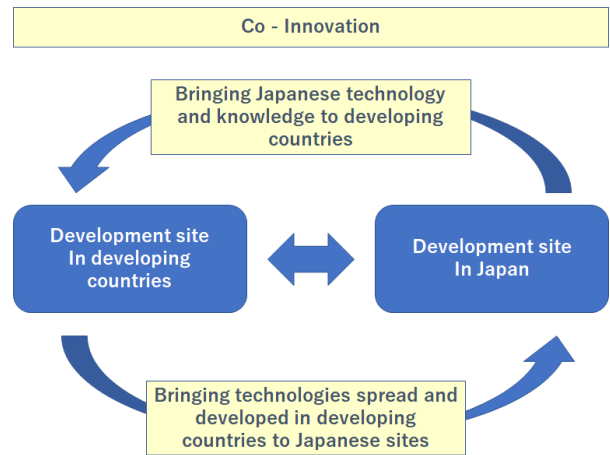 Co - Innovation
Bringing Japanese technology
and knowledge to developing
countries
Development site
In developing
countries
Development site
In Japan
Bringing technologies spread and
developed in developing
countries to Japanese sites